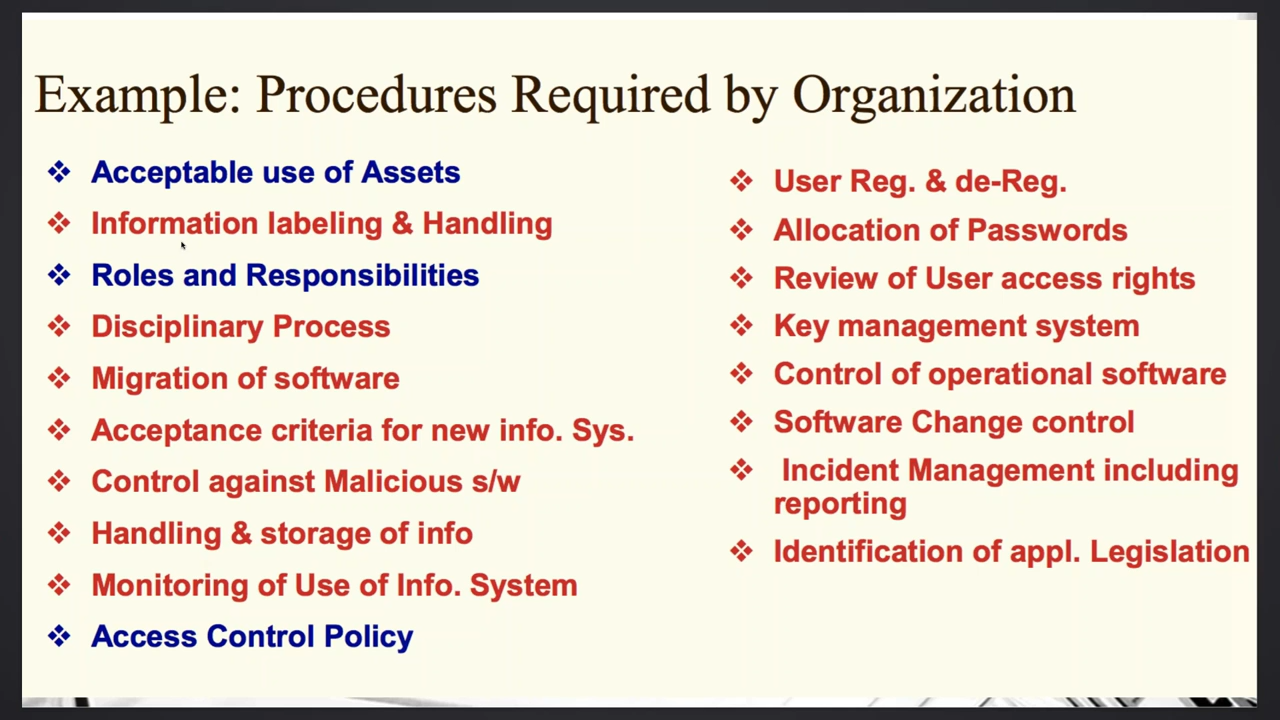 Example: Procedures Required by Organization
Acceptable use of Assets
Information labeling & Handling
Roles and Responsibilities
Disciplinary Process
Migration of software
Acceptance criteria for new info. Sys.
Control against Malicious s/w
Handling & storage of info
Monitoring of Use of Info. System
Access Control Policy
User Reg. & de-Reg.
Allocation of Passwords
Review of User access rights
Key management system
Control of operational software
Software Change control
Incident Management including
reporting
Identification of appl. Legislation